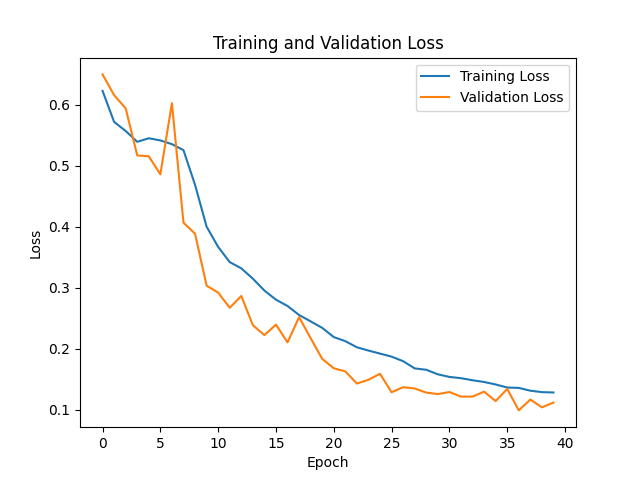 Training and Validation Loss
Training Loss
Validation Loss
0.6
0.5
0.4
0.3
0.2
0.1
Loss
0 5 10 15 20 25 30 35 40
Epoch